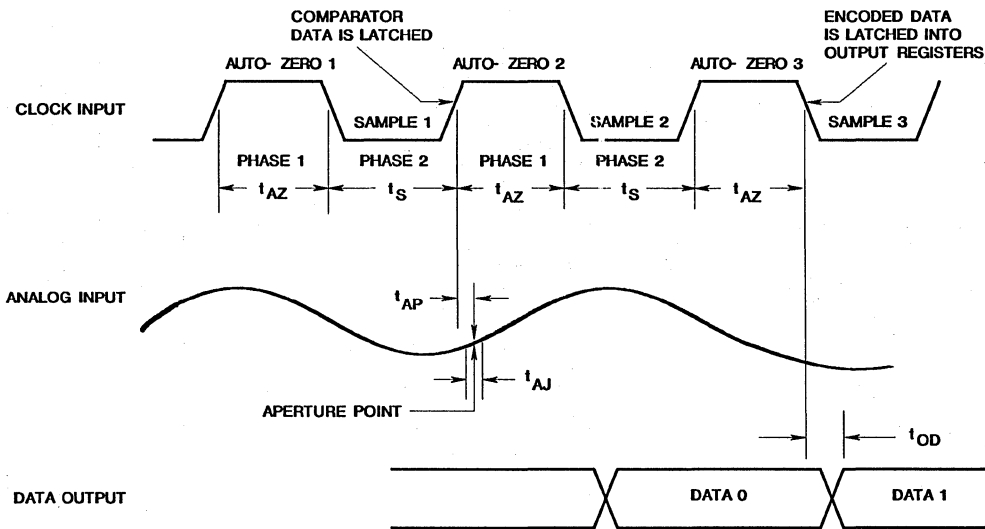 COMPARATOR
DATA IS LATCHED
ENCODED DATA
IS LATCHED INTO
OUTPUT REGISTERS
AUTO- ZERO 1
AUTO- ZERO 2
AUTO- ZERO 3
CLOCK INPUT
SAMPLE 1
SAMPLE 2
SAMPLE 3
PHASE 1
PHASE 2
PHASE 1
PHASE 2
tAZ
tS
tAZ
tS
tAZ
ANALOG INPUT
tAP
tAJ
APERTURE POINT
tOD
DATA OUTPUT
DATA 0
DATA 1